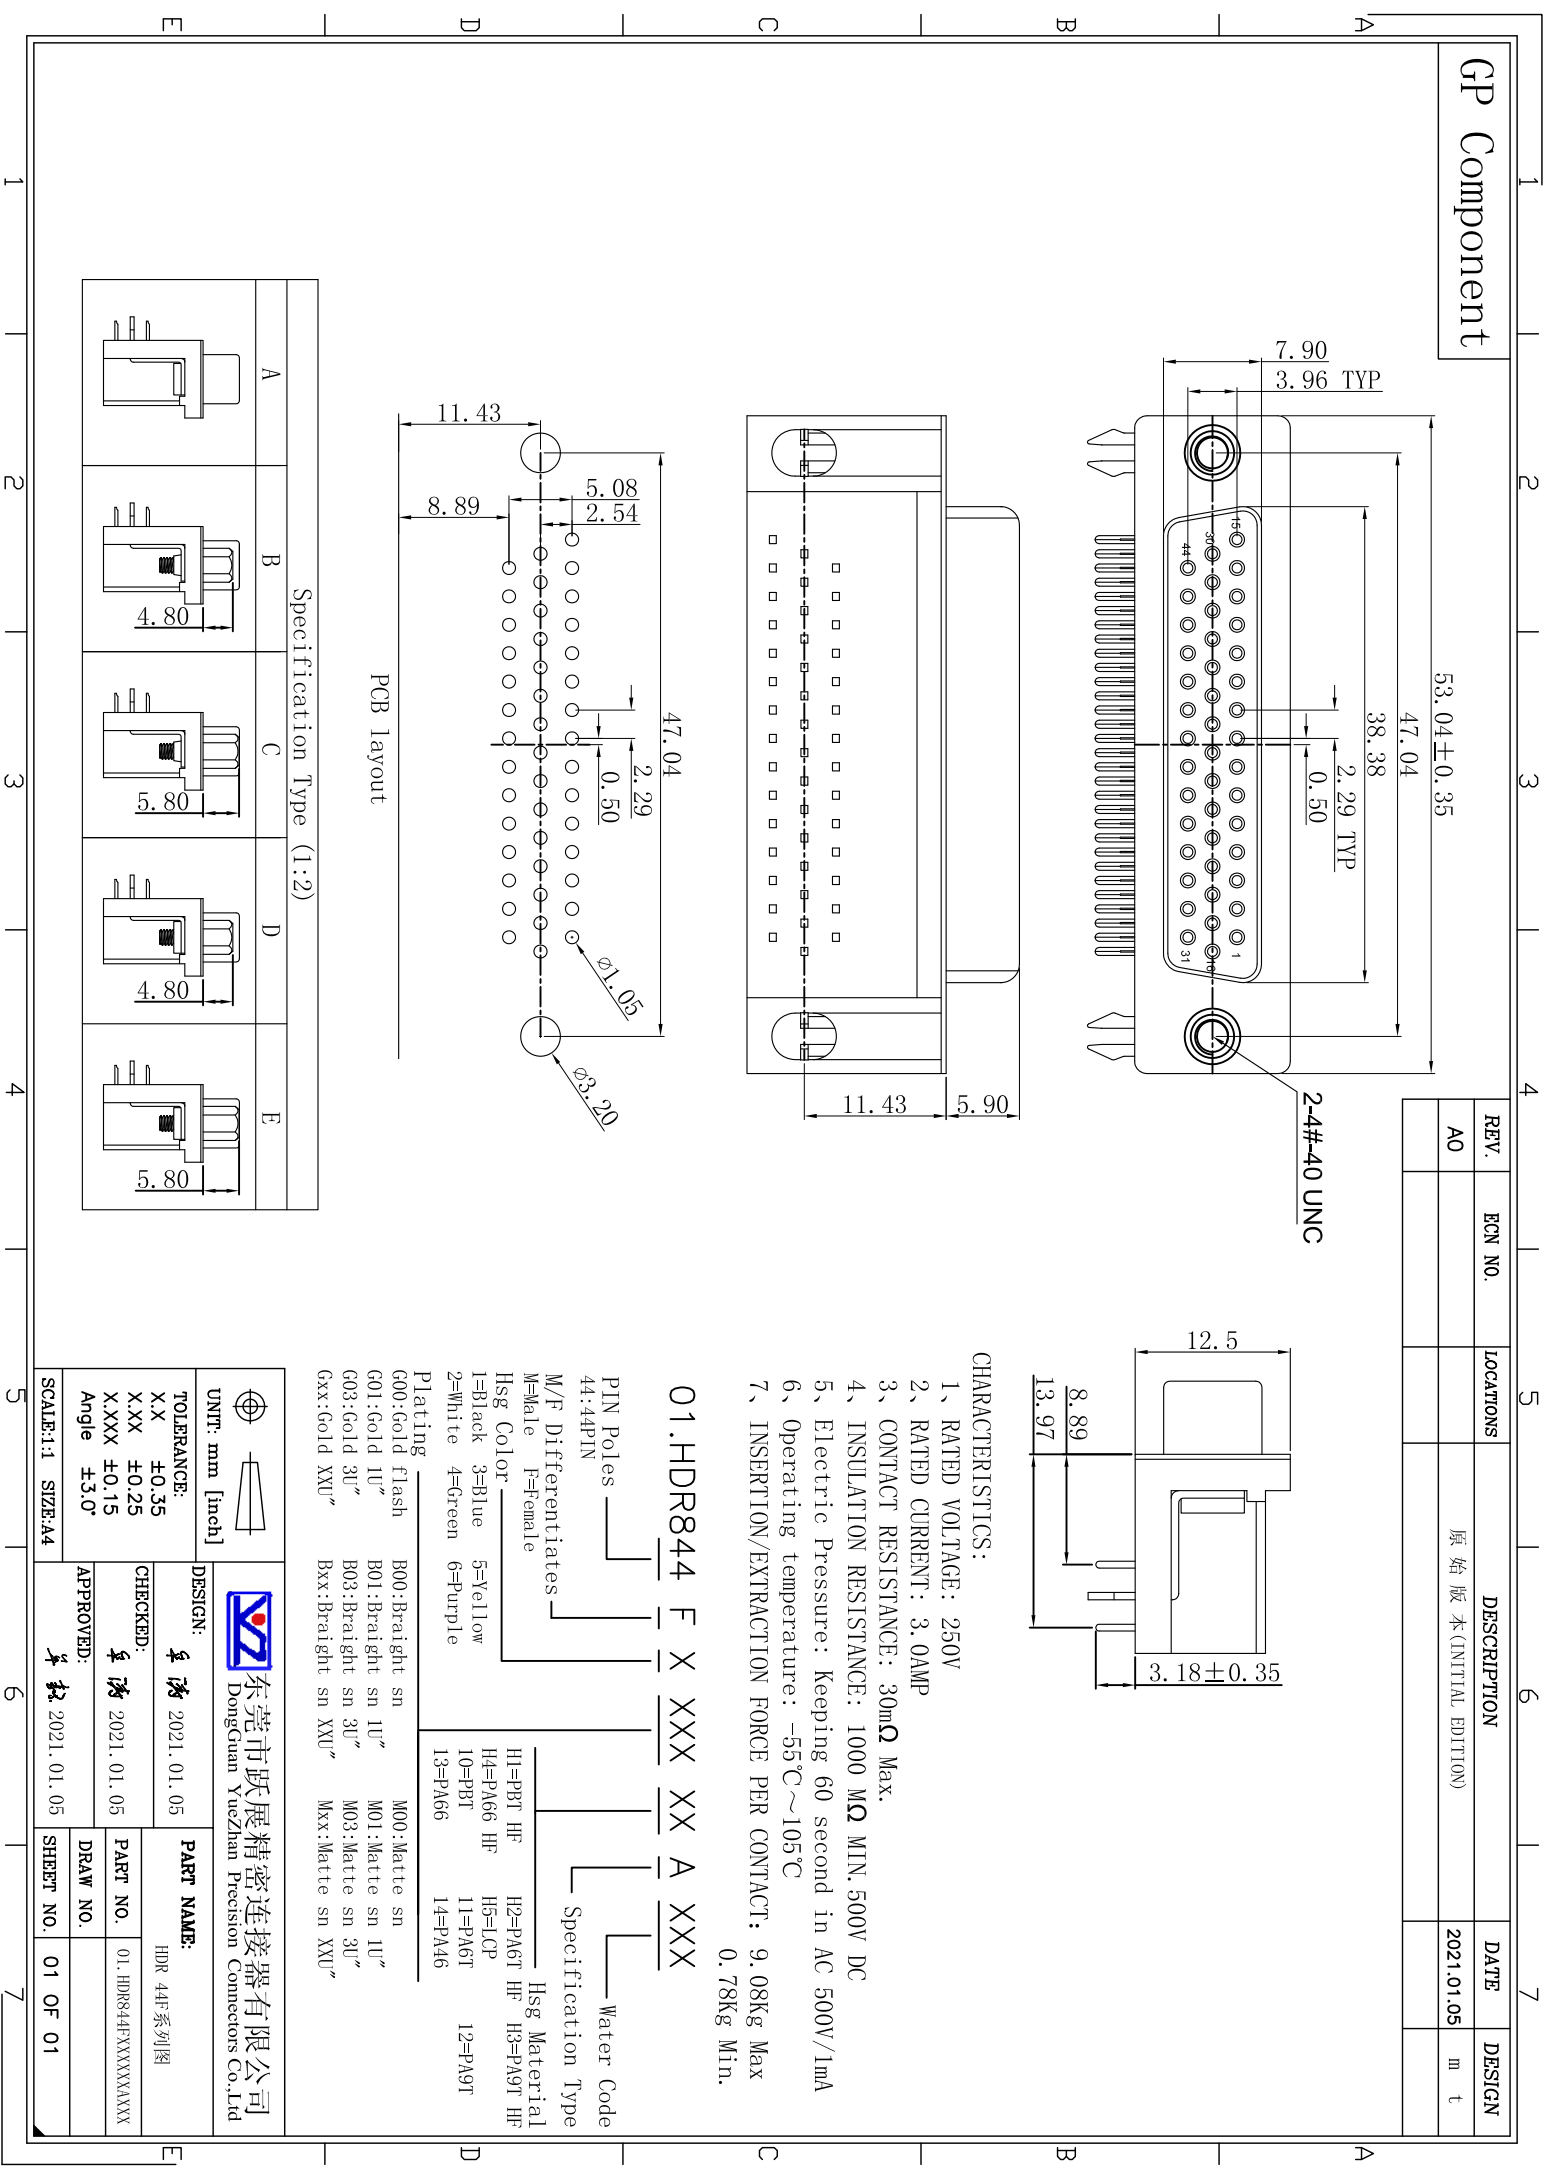 GP Component
REV. ECN NO. LOCATIONS DESCRIPTION DATE DESIGN
A0 原始版本(INITIAL EDITION) 2021.01.05 m t
53.04±0.35
47.04
38.38
2.29 TYP
0.50
7.90
3.96 TYP
2-4#-40 UNC
15
30
44
1
16
31
12.5
8.89
13.97
3.18±0.35
5.90
11.43
47.04
2.29
0.50
5.08
2.54
11.43
8.89
ø1.05
ø3.20
PCB layout
CHARACTERISTICS:
1、RATED VOLTAGE: 250V
2、RATED CURRENT: 3.0AMP
3、CONTACT RESISTANCE: 30mΩ Max.
4、INSULATION RESISTANCE: 1000 MΩ MIN.500V DC
5、Electric Pressure: Keeping 60 second in AC 500V/1mA
6、Operating temperature: -55℃~105℃
7、INSERTION/EXTRACTION FORCE PER CONTACT: 9.08Kg Max
0.78Kg Min.
01.HDR844 F X XXX XX A XXX
PIN Poles
44:44PIN
M/F Differentiates
M=Male F=Female
Hsg Color
1=Black 3=Blue 5=Yellow
2=White 4=Green 6=Purple
Plating
G00:Gold flash B00:Braight sn M00:Matte sn
G01:Gold 1U" B01:Braight sn 1U" M01:Matte sn 1U"
G03:Gold 3U" B03:Braight sn 3U" M03:Matte sn 3U"
Gxx:Gold XXU" Bxx:Braight sn XXU" Mxx:Matte sn XXU"
Water Code
Specification Type
Hsg Material
H1=PBT HF H2=PA6T HF H3=PA9T HF
H4=PA66 HF H5=LCP
10=PBT 11=PA6T 12=PA9T
13=PA66 14=PA46
Specification Type (1:2)
A B C D E
4.80
5.80
4.80
5.80
UNIT: mm [inch]
TOLERANCE:
X.X ±0.35
X.XX ±0.25
X.XXX ±0.15
Angle ±3.0°
SCALE:1:1 SIZE:A4
东莞市跃展精密连接器有限公司
DongGuan YueZhan Precision Connectors Co.,Ltd
DESIGN:
2021.01.05
CHECKED:
2021.01.05
APPROVED:
2021.01.05
PART NAME:
HDR 44F系列图
PART NO. 01.HDR844FXXXXXXAXXX
DRAW NO.
SHEET NO. 01 OF 01
1 2 3 4 5 6 7
1 2 3 4 5 6 7
A B C D E
A B C D E